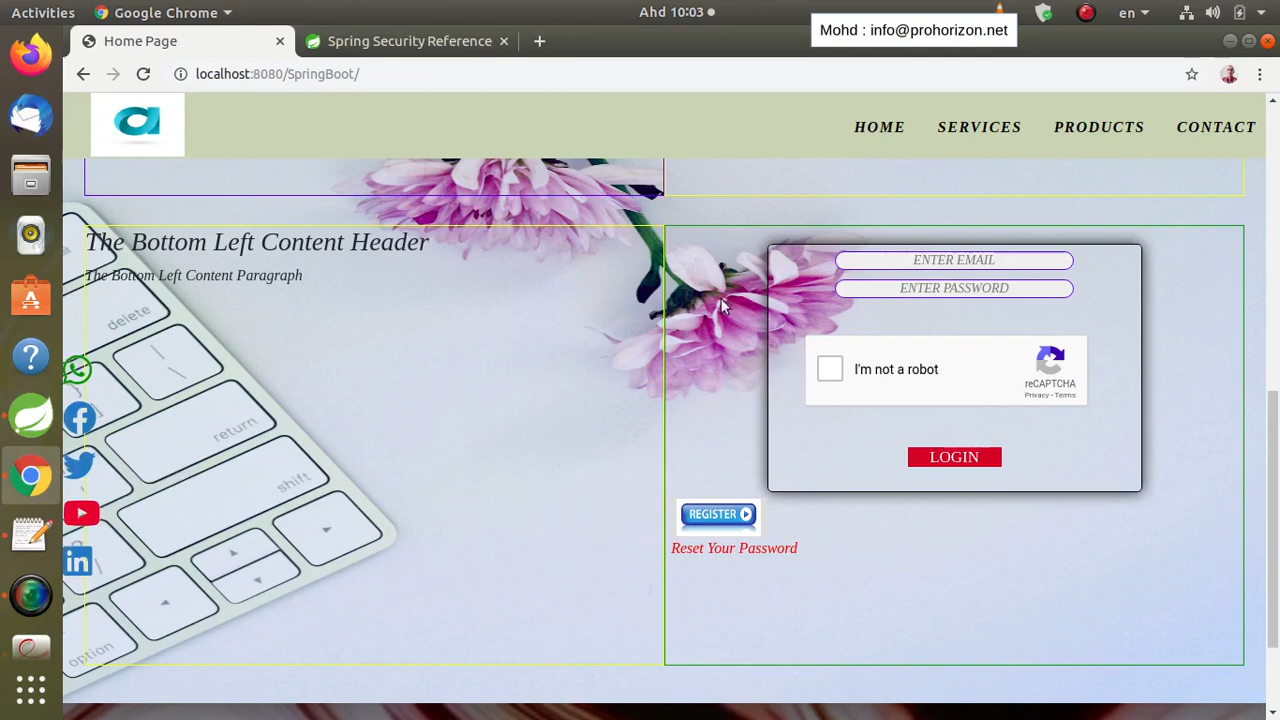 Activities
Google Chrome
Ahd 10:03
en
Mohd : info@prohorizon.net
Home Page
Spring Security Reference
localhost:8080/SpringBoot/
HOME
SERVICES
PRODUCTS
CONTACT
The Bottom Left Content Header
The Bottom Left Content Paragraph
ENTER EMAIL
ENTER PASSWORD
I'm not a robot
reCAPTCHA
Privacy - Terms
LOGIN
REGISTER
Reset Your Password
delete
return
shift
option